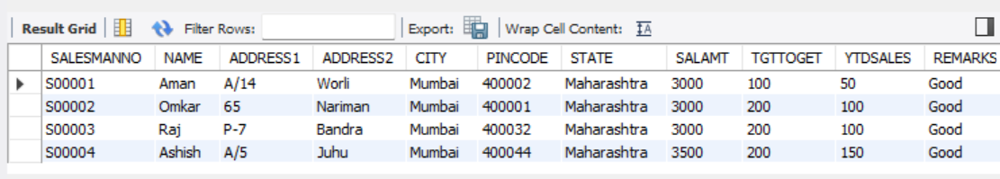 Result Grid Filter Rows: Export: Wrap Cell Content: IA
SALESMANNO NAME ADDRESS1 ADDRESS2 CITY PINCODE STATE SALAMT TGTTOGET YTDSALES REMARKS
S00001 Aman A/14 Worli Mumbai 400002 Maharashtra 3000 100 50 Good
S00002 Omkar 65 Nariman Mumbai 400001 Maharashtra 3000 200 100 Good
S00003 Raj P-7 Bandra Mumbai 400032 Maharashtra 3000 200 100 Good
S00004 Ashish A/5 Juhu Mumbai 400044 Maharashtra 3500 200 150 Good